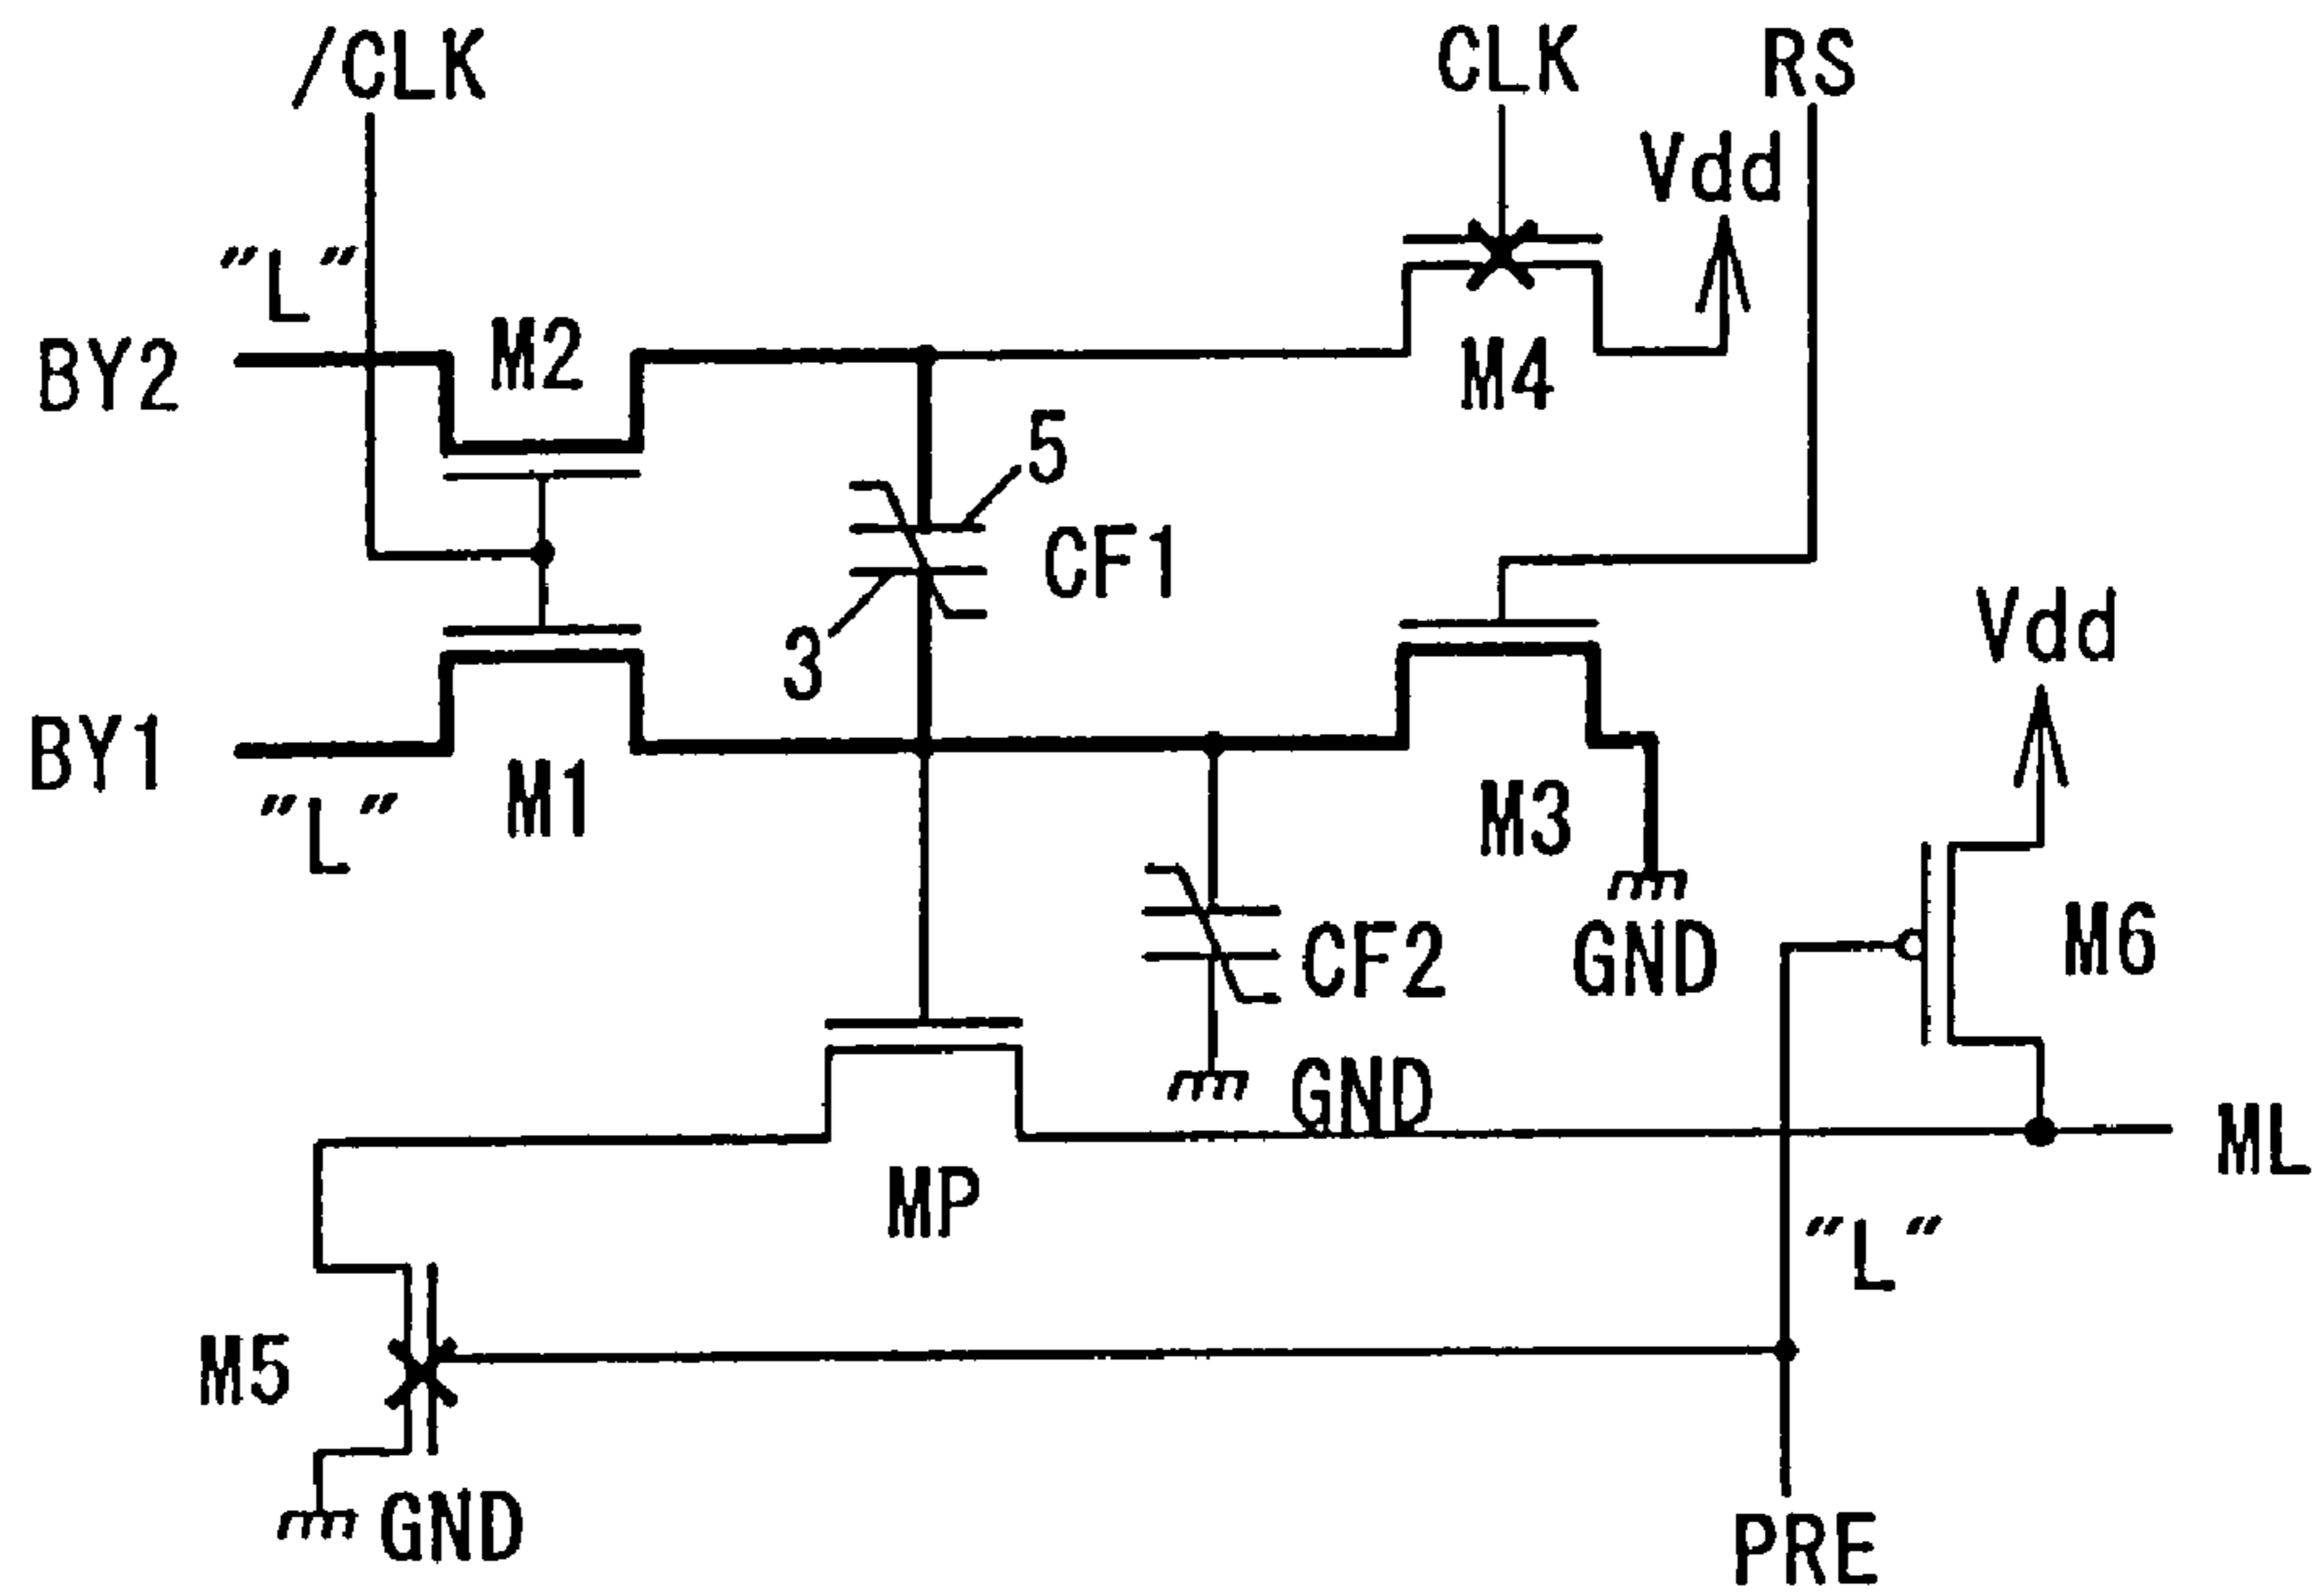 /CLK
CLK
RS
Vdd
"L"
M2
BY2
M4
5
CF1
3
Vdd
BY1
M1
"L"
M3
CF2
GND
M6
GND
ML
MP
"L"
M5
GND
PRE